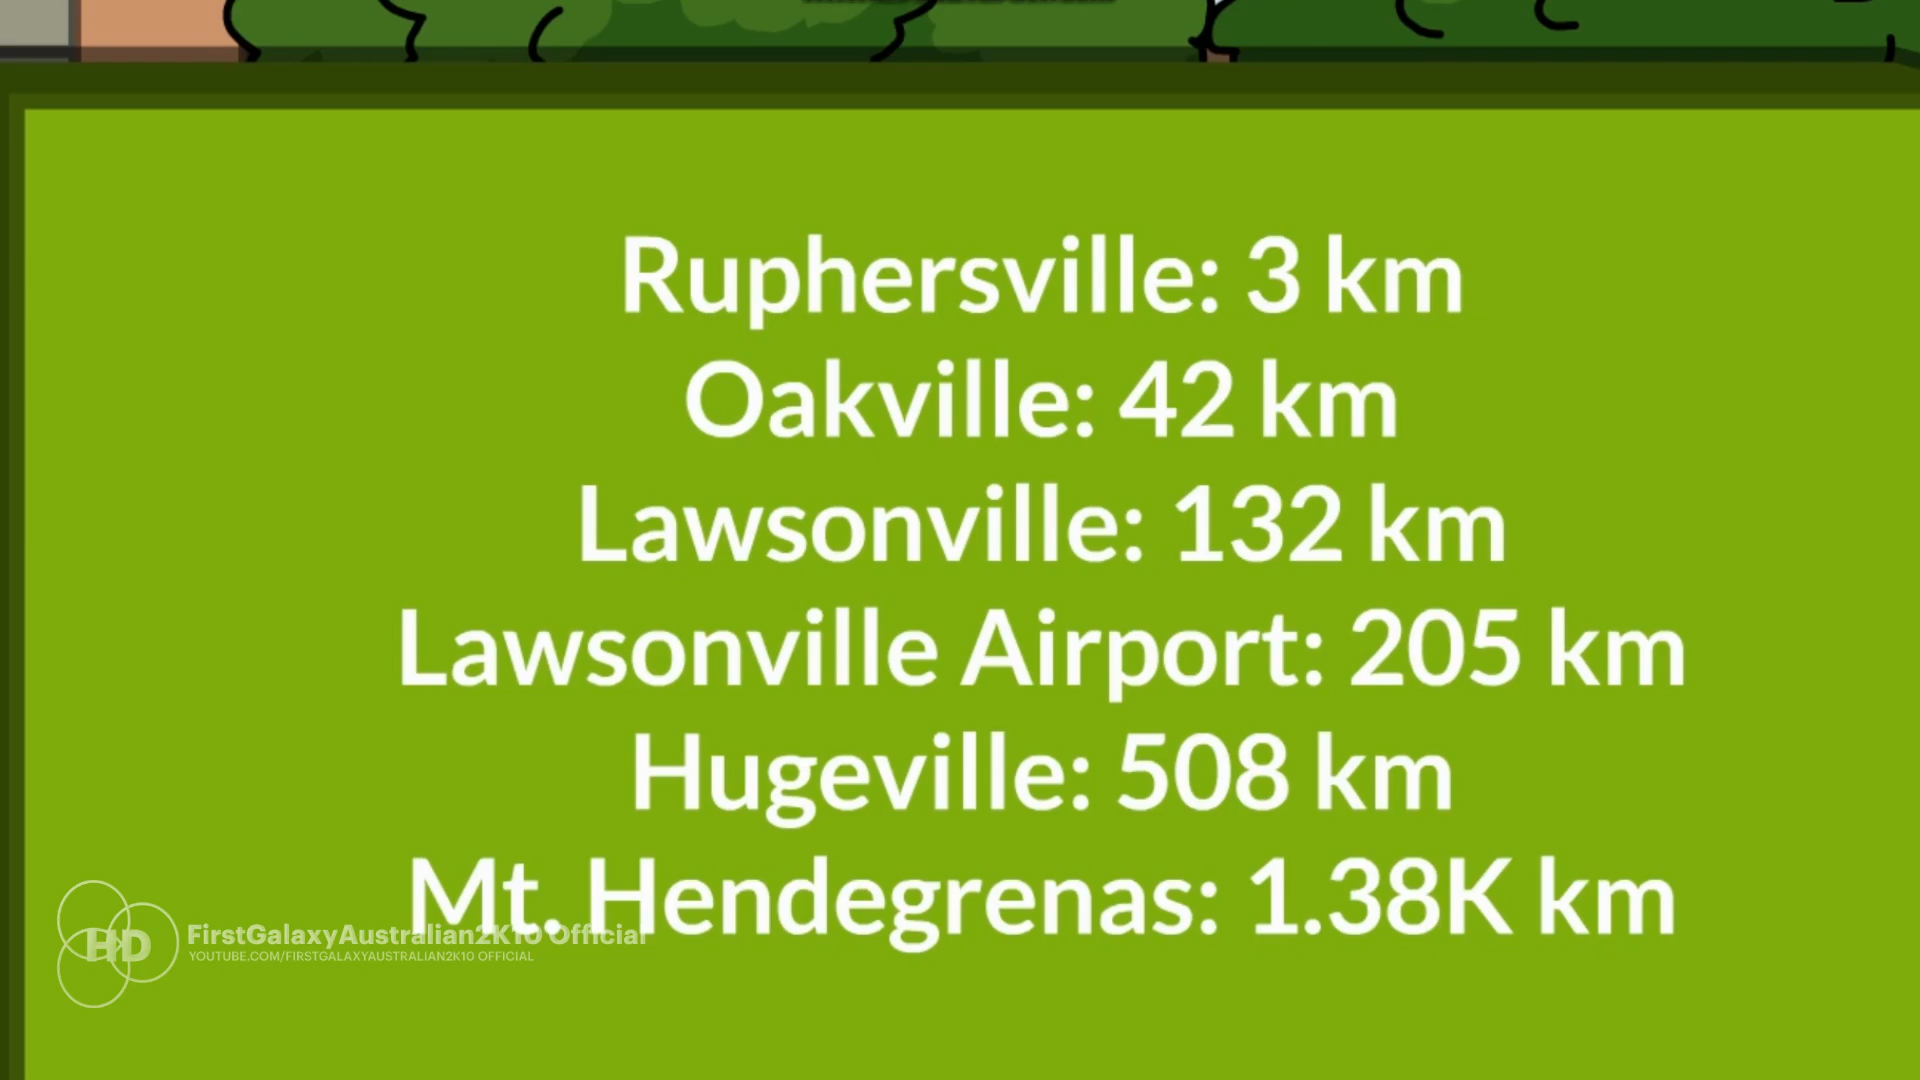 Ruphersville: 3 km
Oakville: 42 km
Lawsonville: 132 km
Lawsonville Airport: 205 km
Hugeville: 508 km
Mt. Hendegrenas: 1.38K km
HD
FirstGalaxyAustralian2K10 Official
YOUTUBE.COM/FIRSTGALAXYAUSTRALIAN2K10 OFFICIAL